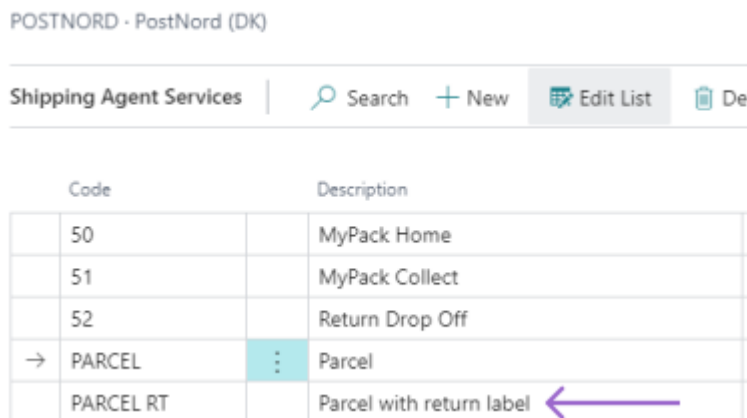 POSTNORD · PostNord (DK)
Shipping Agent Services Search New Edit List De
Code Description
50 MyPack Home
51 MyPack Collect
52 Return Drop Off
PARCEL Parcel
PARCEL RT Parcel with return label